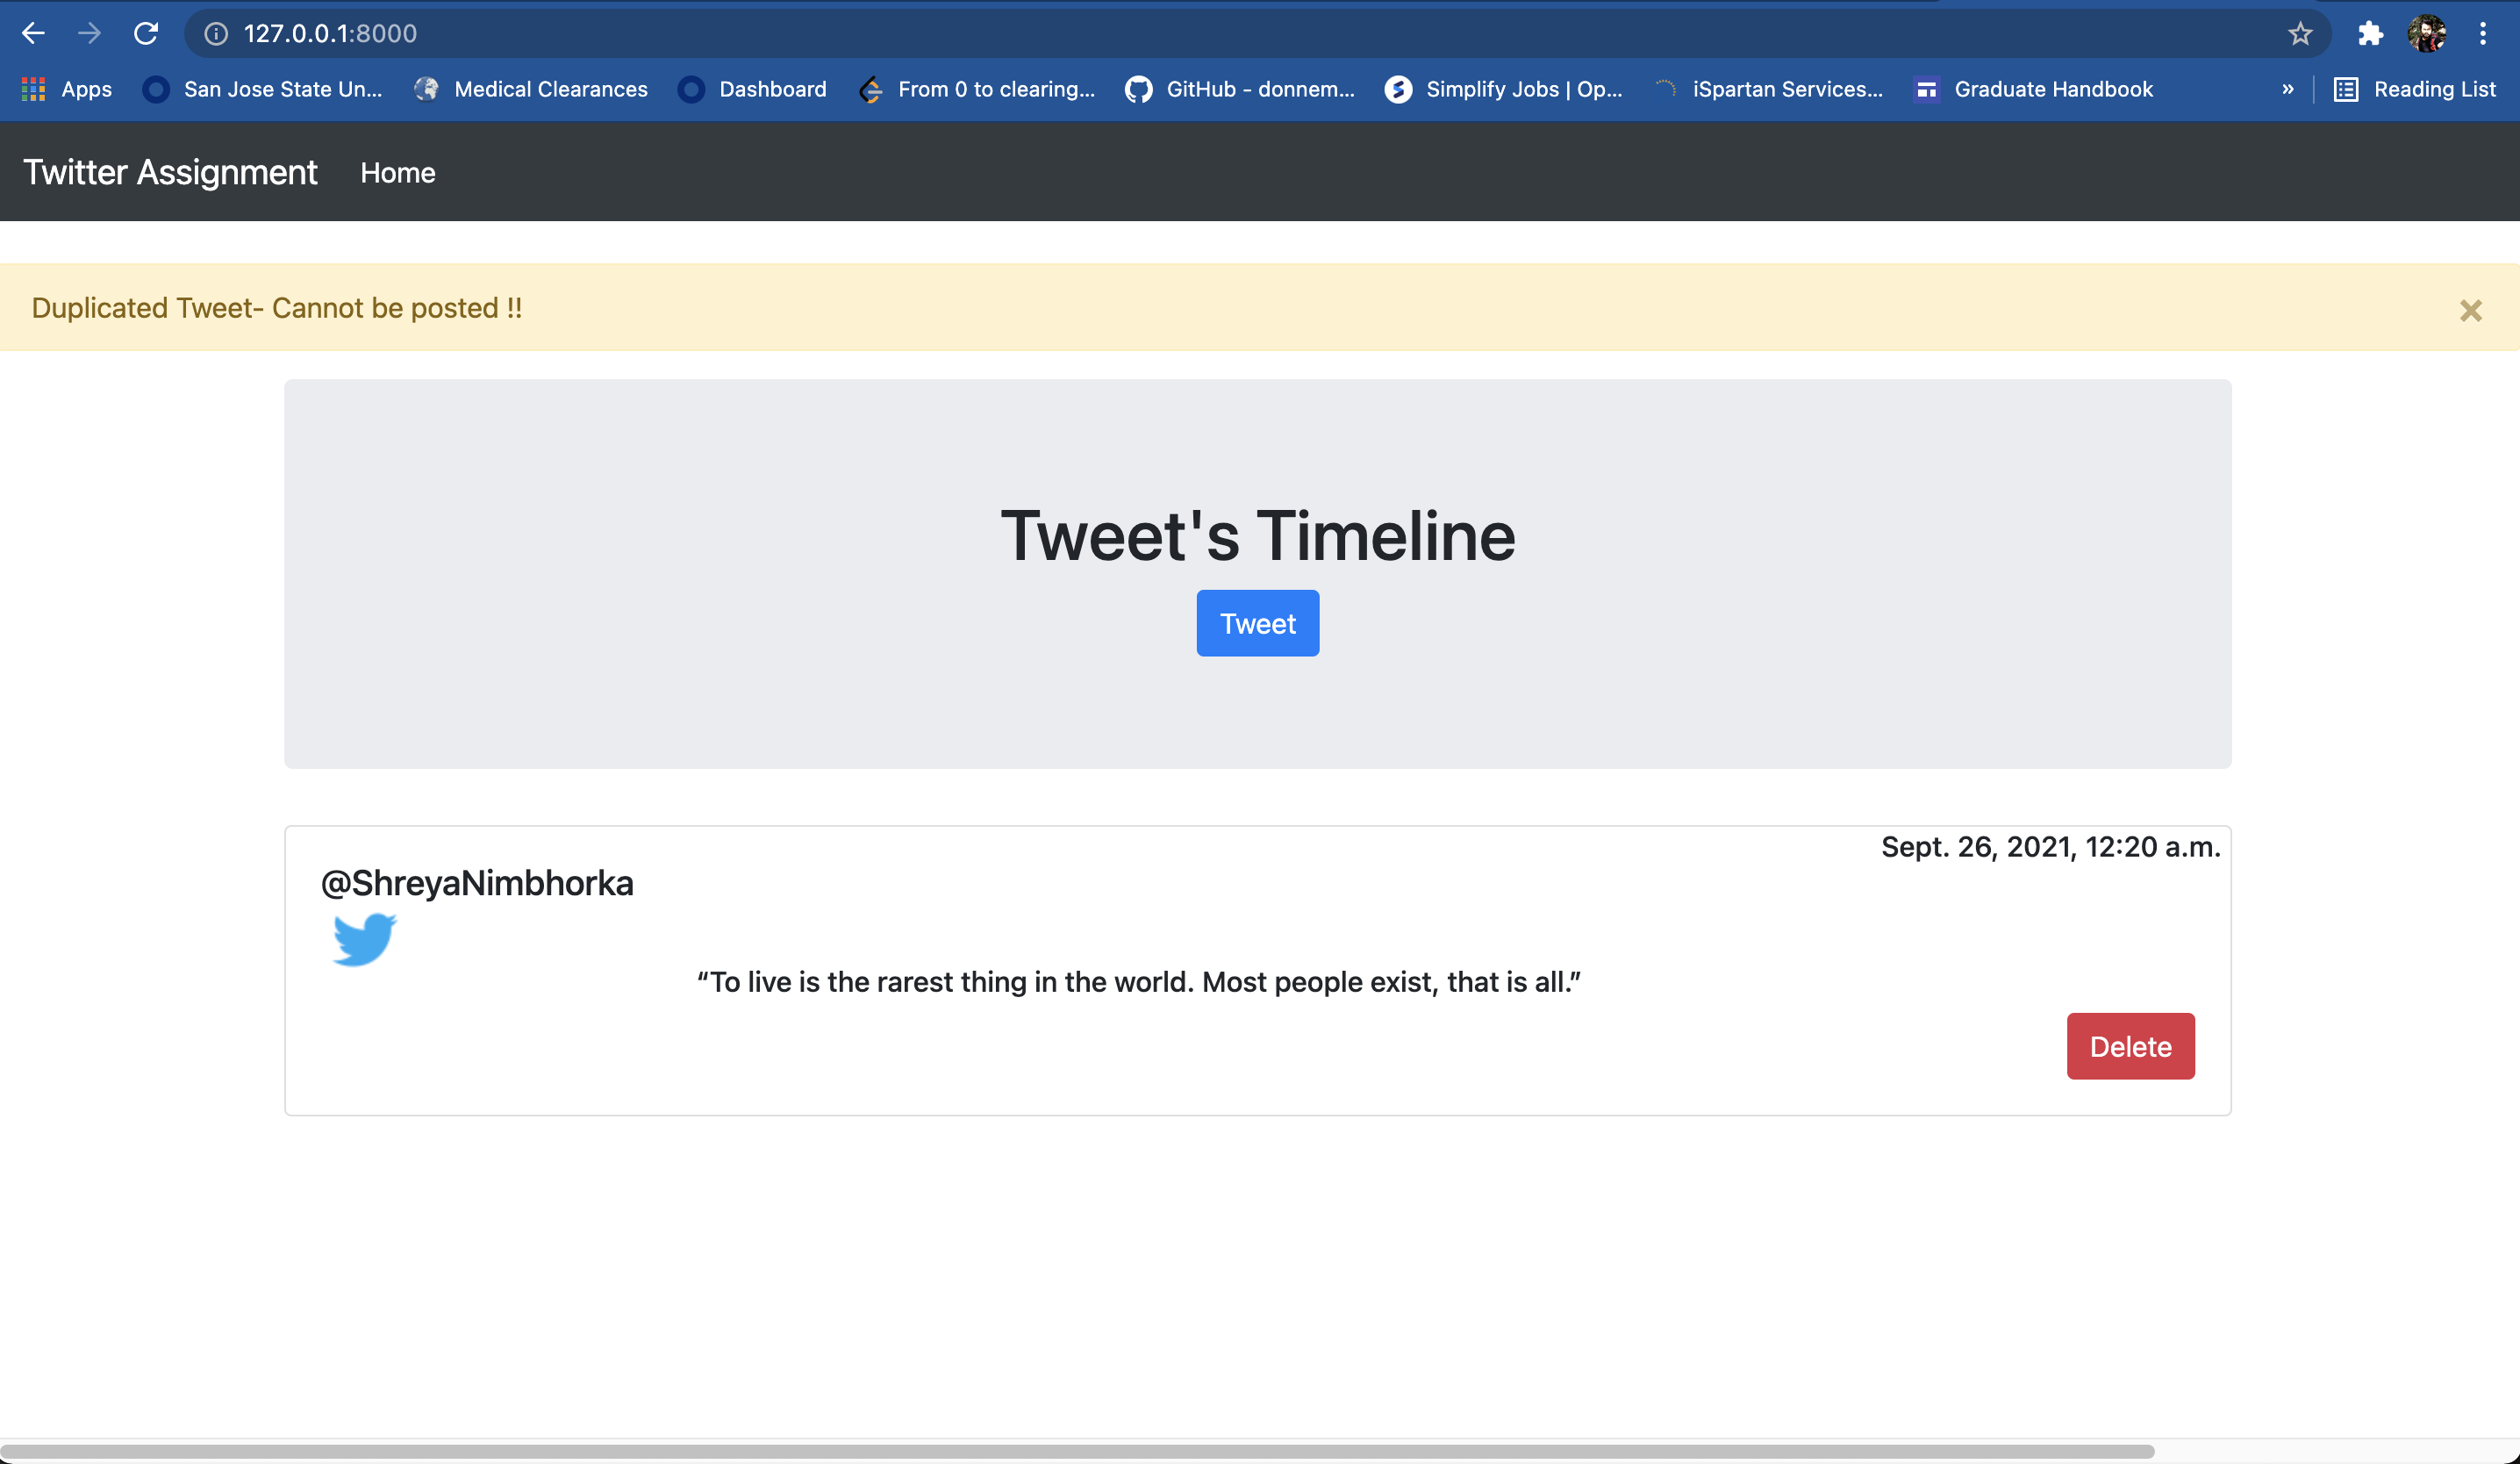 127.0.0.1:8000
Apps San Jose State Un... Medical Clearances Dashboard From 0 to clearing... GitHub - donnem... Simplify Jobs | Op... iSpartan Services... Graduate Handbook » Reading List
Twitter Assignment Home
Duplicated Tweet- Cannot be posted !!
×
Tweet's Timeline
Tweet
Sept. 26, 2021, 12:20 a.m.
@ShreyaNimbhorka
“To live is the rarest thing in the world. Most people exist, that is all.”
Delete